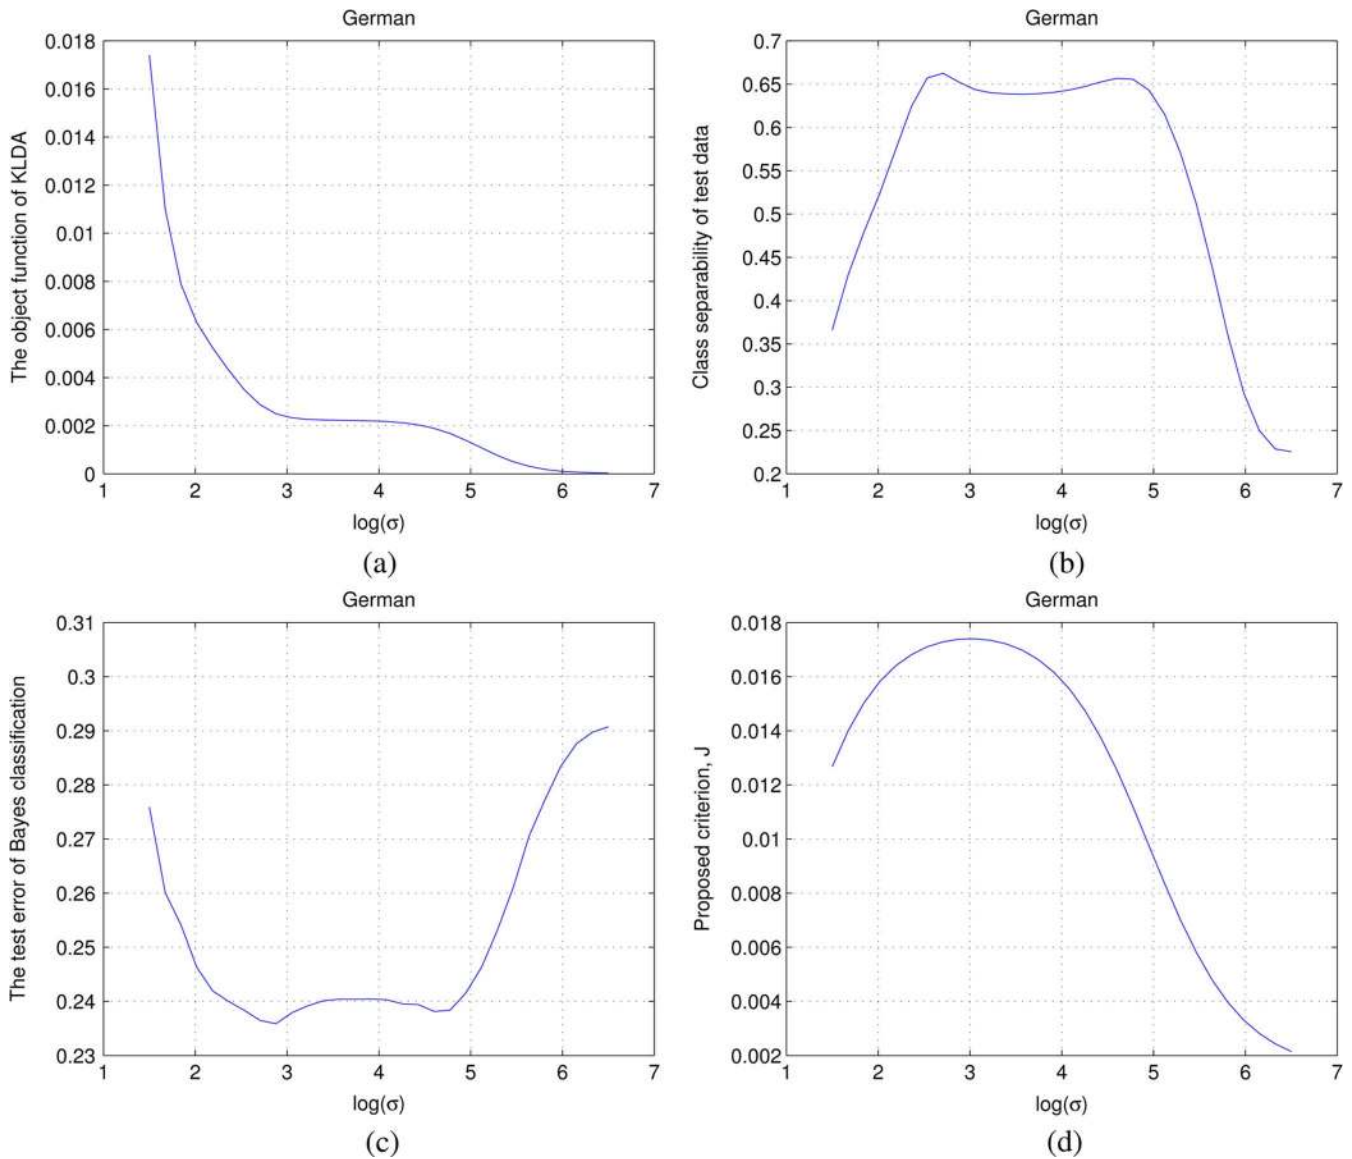 German
0.018
0.016
0.014
0.012
0.01
0.008
0.006
0.004
0.002
0
The object function of KLDA
1 2 3 4 5 6 7
log(σ)
(a)
German
0.7
0.65
0.6
0.55
0.5
0.45
0.4
0.35
0.3
0.25
0.2
Class separability of test data
1 2 3 4 5 6 7
log(σ)
(b)
German
0.31
0.3
0.29
0.28
0.27
0.26
0.25
0.24
0.23
The test error of Bayes classification
1 2 3 4 5 6 7
log(σ)
(c)
German
0.018
0.016
0.014
0.012
0.01
0.008
0.006
0.004
0.002
Proposed criterion, J
1 2 3 4 5 6 7
log(σ)
(d)